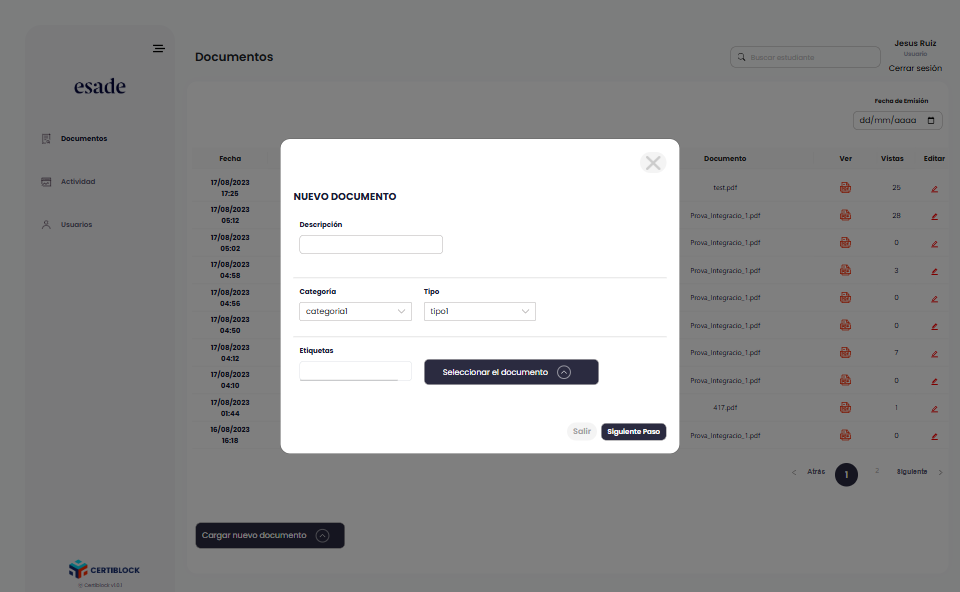 Jesus Ruiz
Usuario
Cerrar sesión
Documentos
Buscar estudiante
esade
Documentos
Actividad
Usuarios
Fecha de Emisión
dd/mm/aaaa
Fecha
Documento
Ver
Vistas
Editar
17/08/2023
17:25
test.pdf
25
17/08/2023
05:12
Prova_Integracio_1.pdf
28
17/08/2023
05:02
Prova_Integracio_1.pdf
0
17/08/2023
04:58
Prova_Integracio_1.pdf
3
17/08/2023
04:56
Prova_Integracio_1.pdf
0
17/08/2023
04:50
Prova_Integracio_1.pdf
0
17/08/2023
04:12
Prova_Integracio_1.pdf
7
17/08/2023
04:10
Prova_Integracio_1.pdf
0
17/08/2023
01:44
417.pdf
1
16/08/2023
16:18
Prova_Integracio_1.pdf
0
NUEVO DOCUMENTO
Descripción
Categoría
Tipo
categoria1
tipo1
Etiquetas
Seleccionar el documento
Salir
Siguiente Paso
< Atrás 1 2 Siguiente >
Cargar nuevo documento
CERTIBLOCK